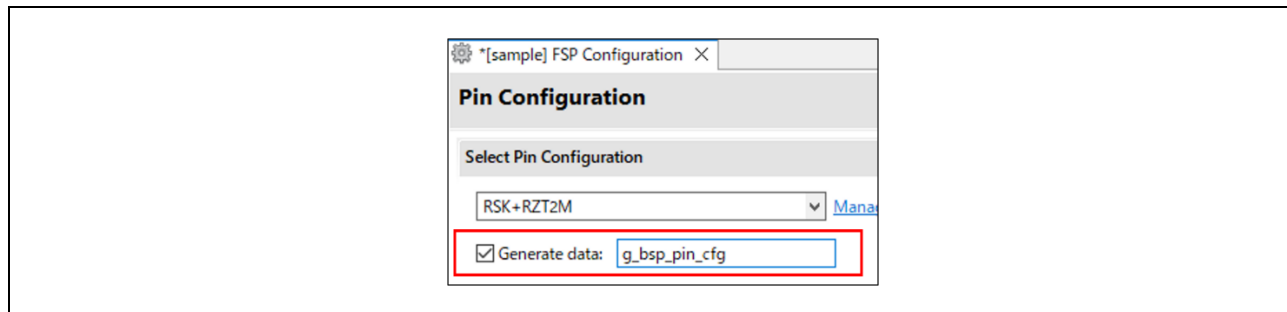 *[sample] FSP Configuration
Pin Configuration
Select Pin Configuration
RSK+RZT2M
Generate data: g_bsp_pin_cfg